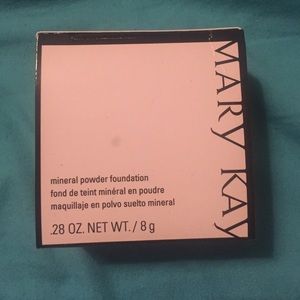 MARY KAY
mineral powder foundation
fond de teint minéral en poudre
maquillaje en polvo suelto mineral
.28 OZ. NET WT. / 8 g